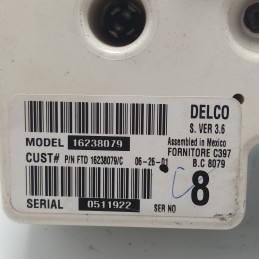 DELCO
S. VER 3.6
MODEL 16238079
Assembled in Mexico
FORNITORE C397
B.C 8079
CUST# P/N FTD 16238079/C 06-26-01
8
SERIAL 0511922 SER NO